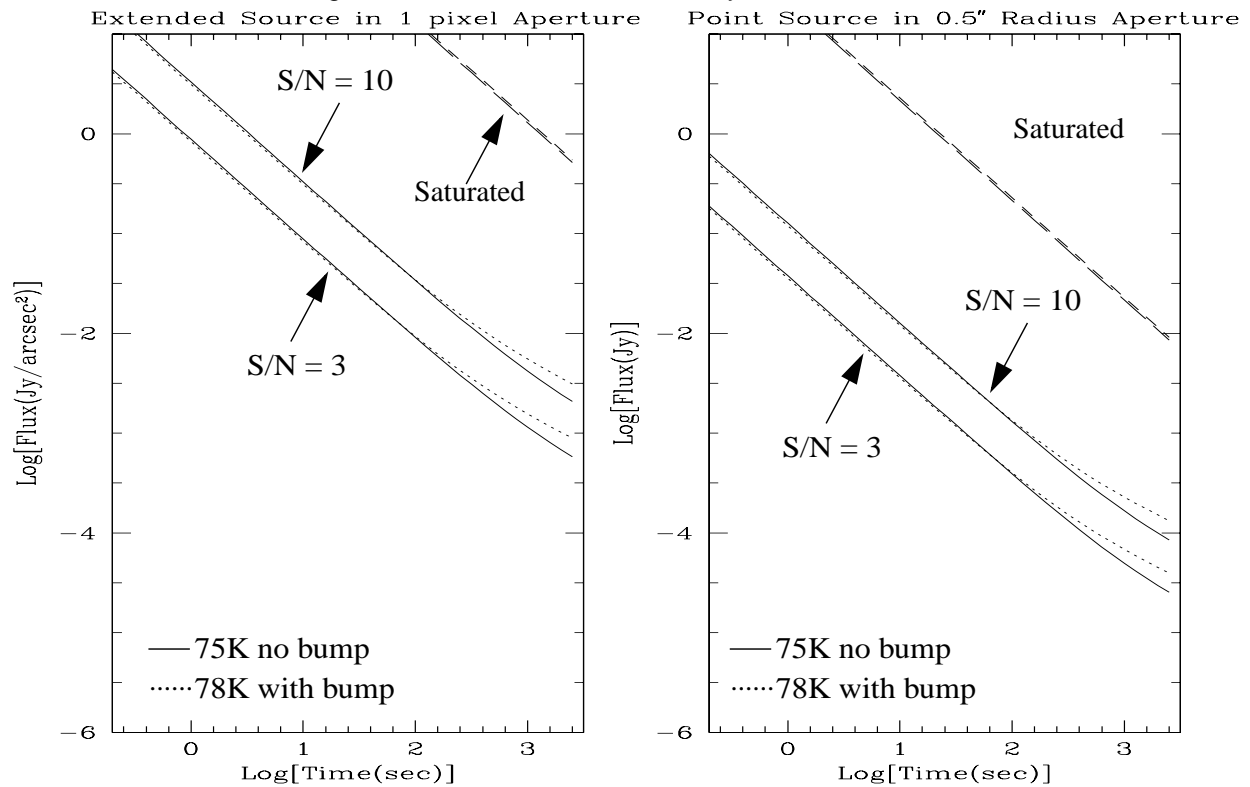 Extended Source in 1 pixel Aperture
S/N = 10
Saturated
S/N = 3
75K no bump
78K with bump
Log[Flux(Jy/arcsec²)]
0
−2
−4
−6
0 1 2 3
Log[Time(sec)]
Point Source in 0.5″ Radius Aperture
Saturated
S/N = 10
S/N = 3
75K no bump
78K with bump
Log[Flux(Jy)]
0
−2
−4
−6
0 1 2 3
Log[Time(sec)]